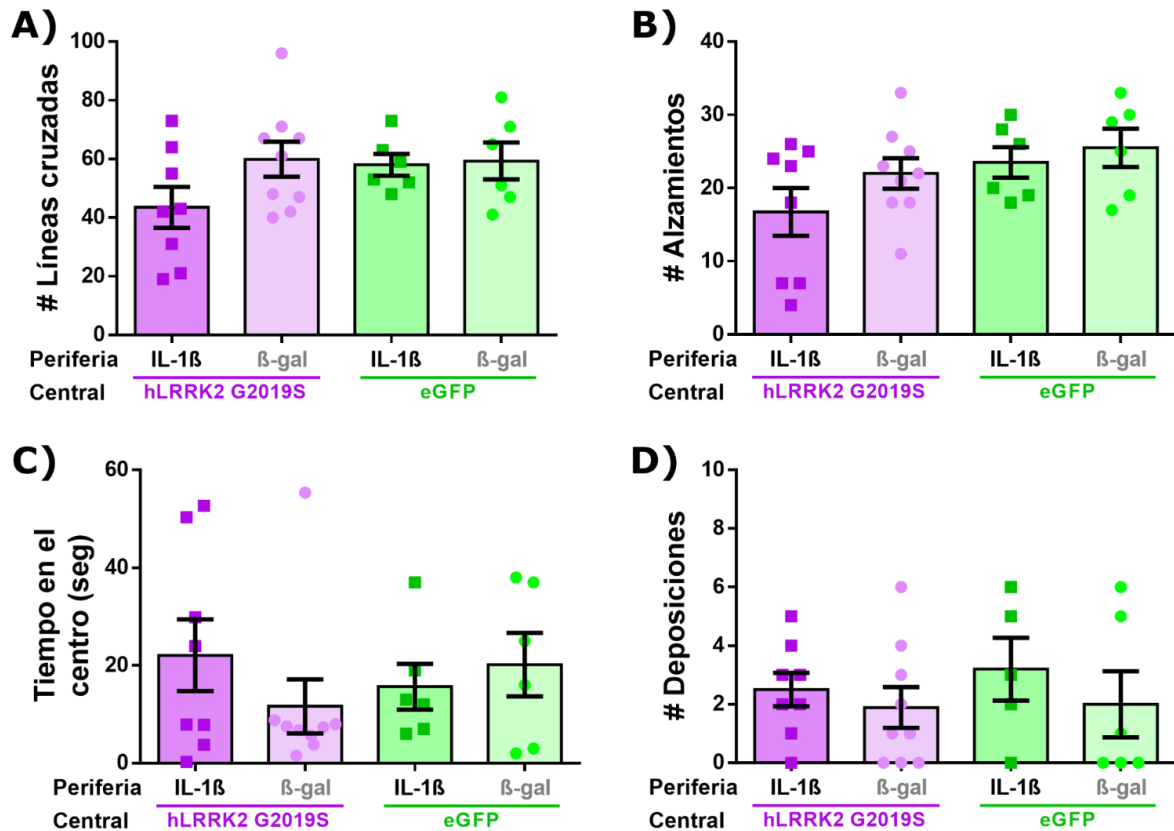 A)
# Líneas cruzadas
100
80
60
40
20
0
Periferia IL-1ß ß-gal IL-1ß ß-gal
Central hLRRK2 G2019S eGFP
B)
# Alzamientos
40
30
20
10
0
Periferia IL-1ß ß-gal IL-1ß ß-gal
Central hLRRK2 G2019S eGFP
C)
Tiempo en el
centro (seg)
60
40
20
0
Periferia IL-1ß ß-gal IL-1ß ß-gal
Central hLRRK2 G2019S eGFP
D)
# Deposiciones
10
8
6
4
2
0
Periferia IL-1ß ß-gal IL-1ß ß-gal
Central hLRRK2 G2019S eGFP